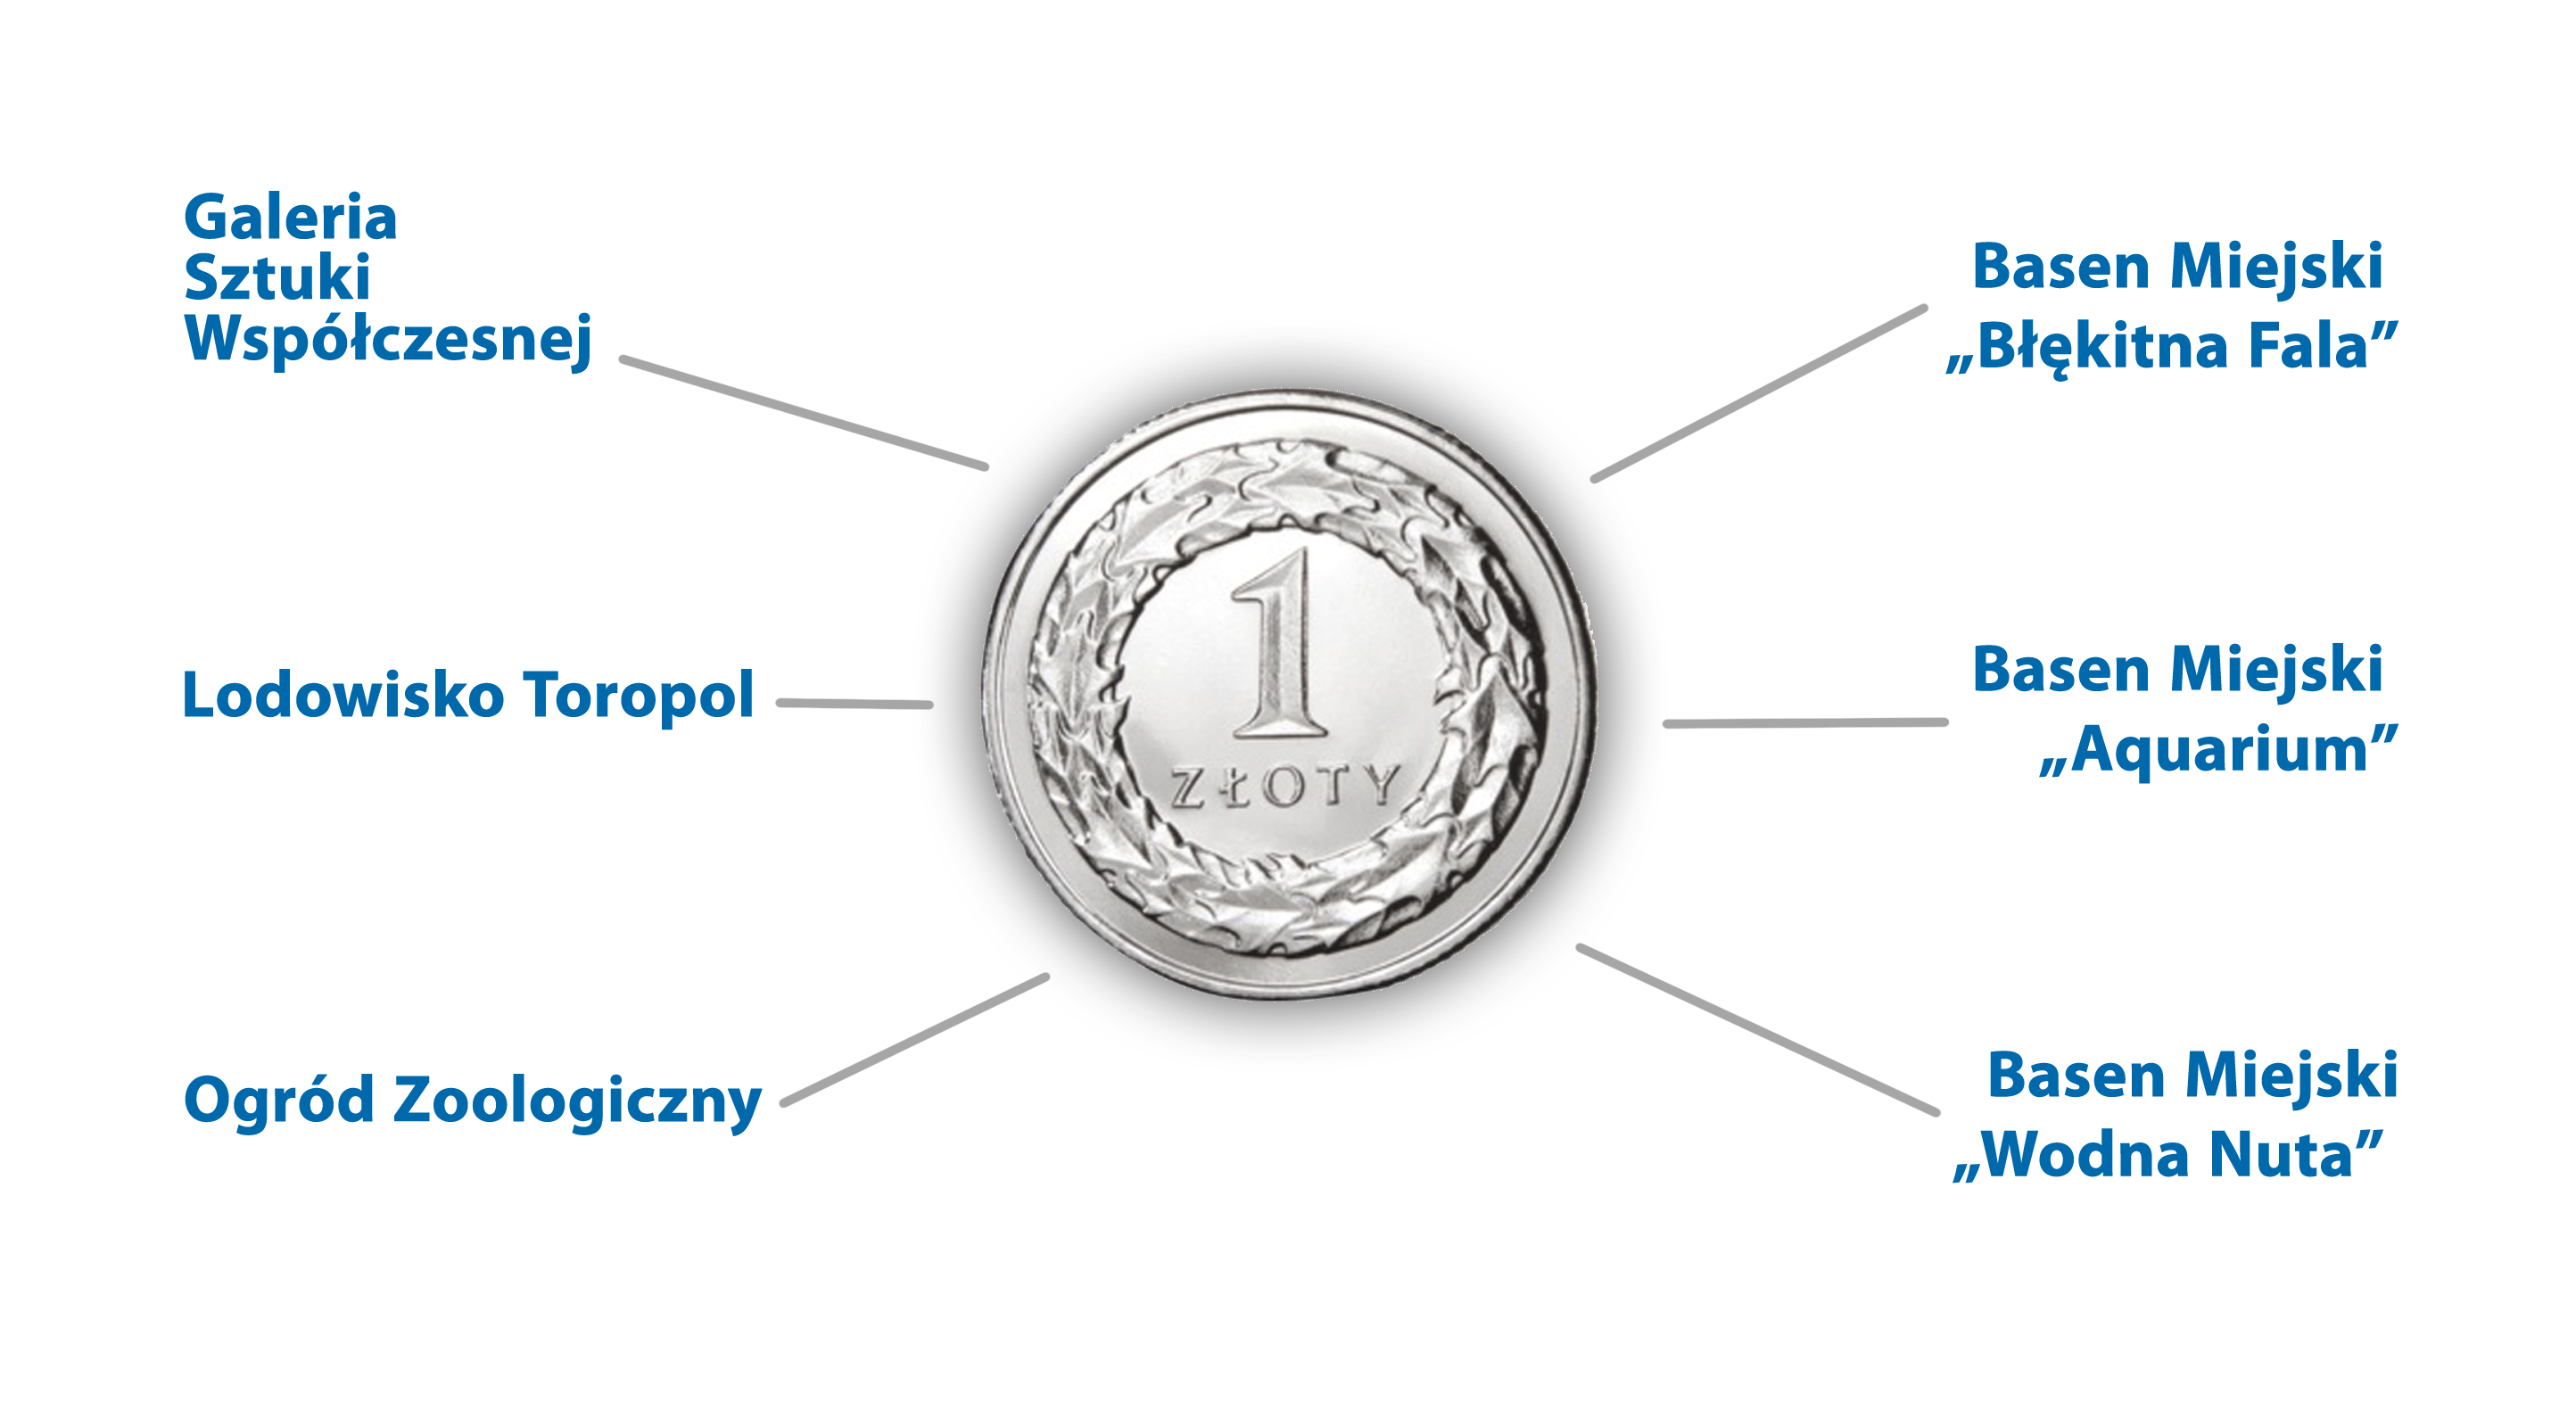 Galeria
Sztuki
Współczesnej
Lodowisko Toropol
Ogród Zoologiczny
1
ZŁOTY
Basen Miejski
„Błękitna Fala”
Basen Miejski
„Aquarium”
Basen Miejski
„Wodna Nuta”